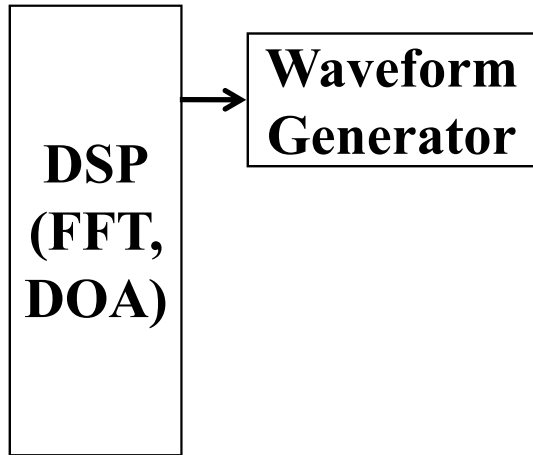 DSP
(FFT,
DOA)
Waveform
Generator